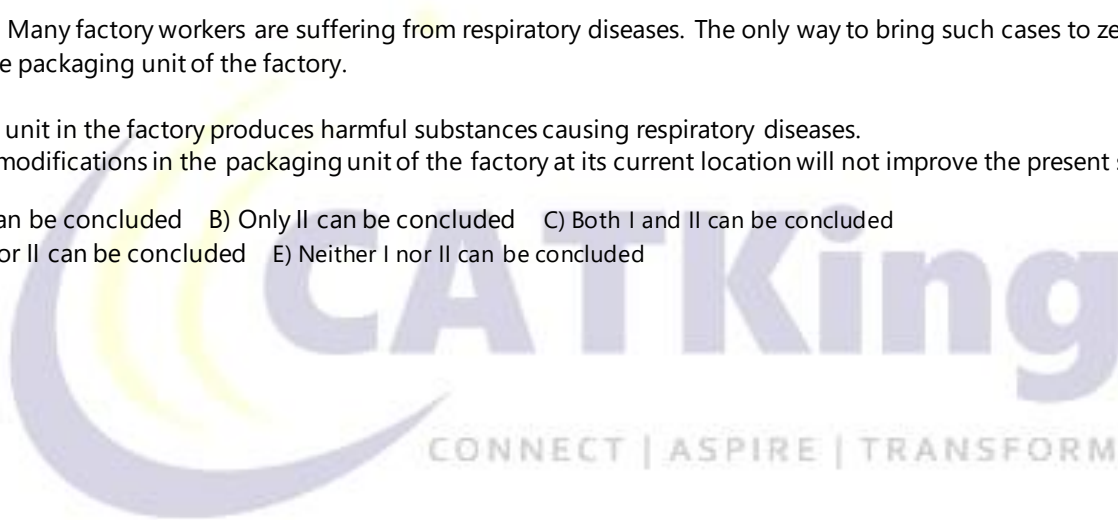 Many factory workers are suffering from respiratory diseases. The only way to bring such cases to
packaging unit of the factory.
unit in the factory produces harmful substances causing respiratory diseases.
modifications in the packaging unit of the factory at its current location will not improve the present
can be concluded B) Only II can be concluded C) Both I and II can be concluded
or II can be concluded E) Neither I nor II can be concluded
CATKing
CONNECT | ASPIRE | TRANSFORM